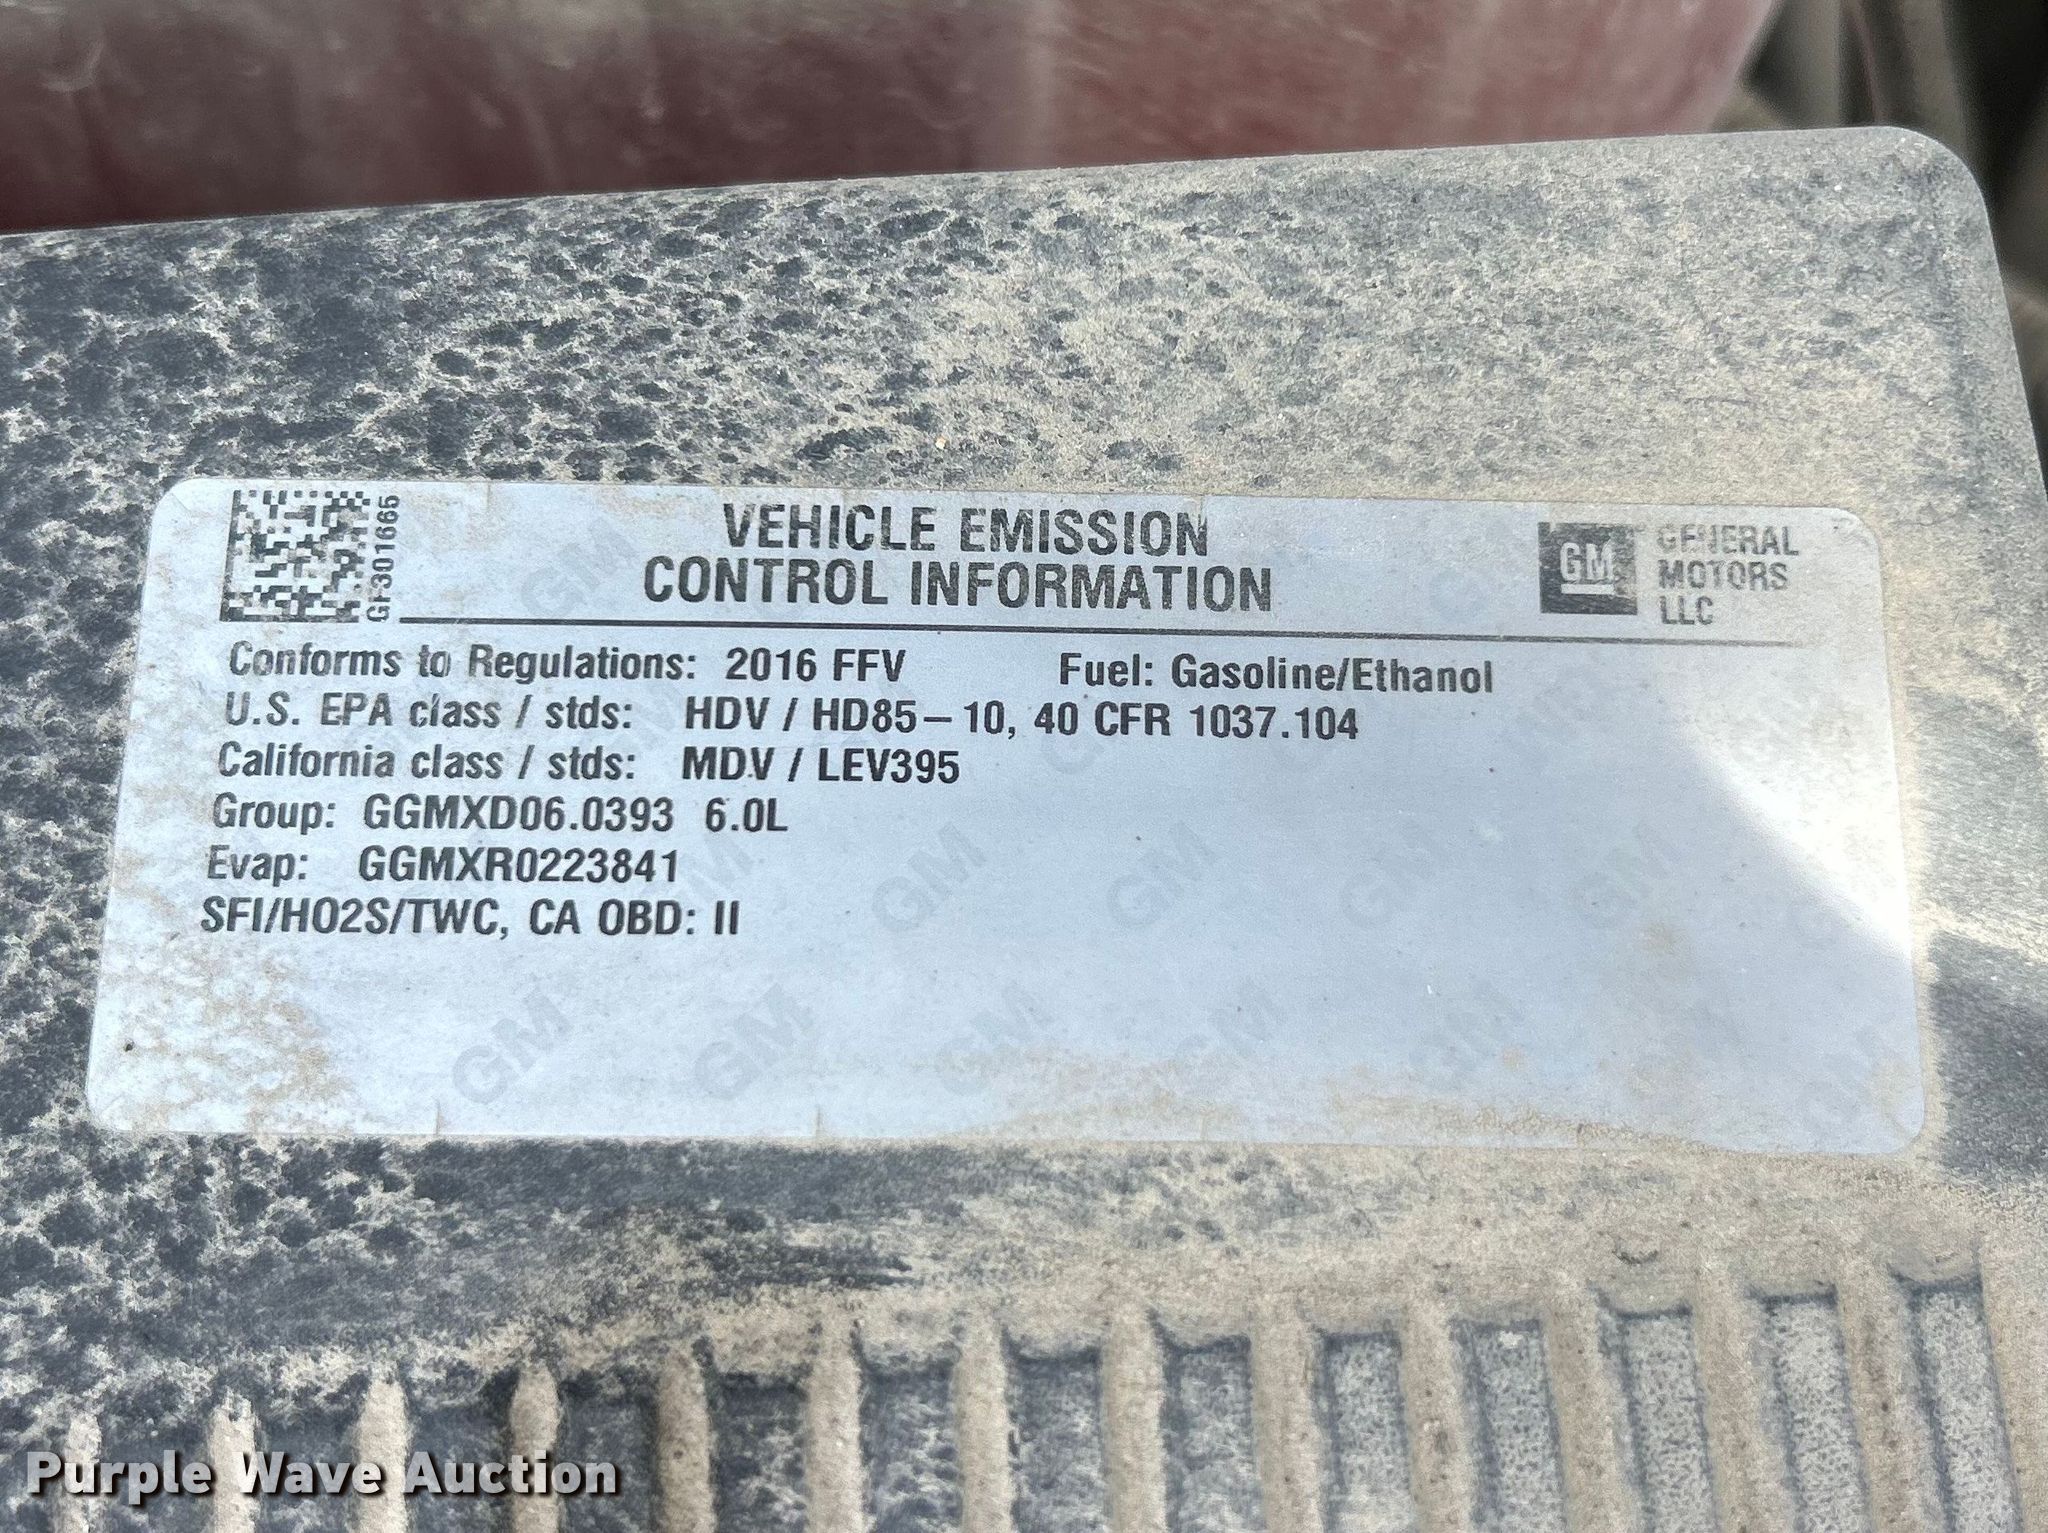 GF301665
VEHICLE EMISSION
CONTROL INFORMATION
GM
GENERAL
MOTORS
LLC
Conforms to Regulations: 2016 FFV Fuel: Gasoline/Ethanol
U.S. EPA class / stds: HDV / HD85-10, 40 CFR 1037.104
California class / stds: MDV / LEV395
Group: GGMXD06.0393 6.0L
Evap: GGMXR0223841
SFI/HO2S/TWC, CA OBD: II
Purple Wave Auction